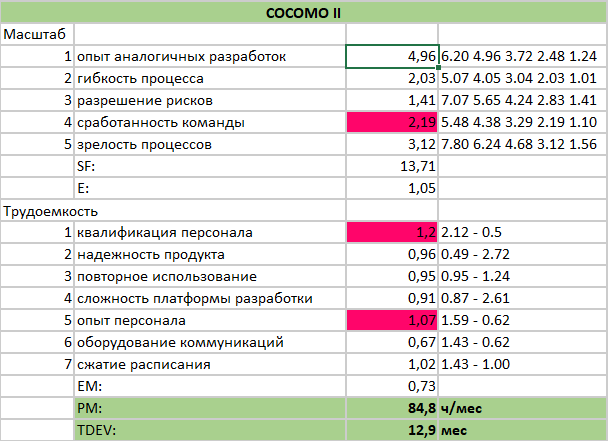 COCOMO II
Масштаб
1 опыт аналогичных разработок 4,96 6.20 4.96 3.72 2.48 1.24
2 гибкость процесса 2,03 5.07 4.05 3.04 2.03 1.01
3 разрешение рисков 1,41 7.07 5.65 4.24 2.83 1.41
4 сработанность команды 2,19 5.48 4.38 3.29 2.19 1.10
5 зрелость процессов 3,12 7.80 6.24 4.68 3.12 1.56
SF: 13,71
E: 1,05
Трудоемкость
1 квалификация персонала 1,2 2.12 - 0.5
2 надежность продукта 0,96 0.49 - 2.72
3 повторное использование 0,95 0.95 - 1.24
4 сложность платформы разработки 0,91 0.87 - 2.61
5 опыт персонала 1,07 1.59 - 0.62
6 оборудование коммуникаций 0,67 1.43 - 0.62
7 сжатие расписания 1,02 1.43 - 1.00
EM: 0,73
PM: 84,8 ч/мес
TDEV: 12,9 мес